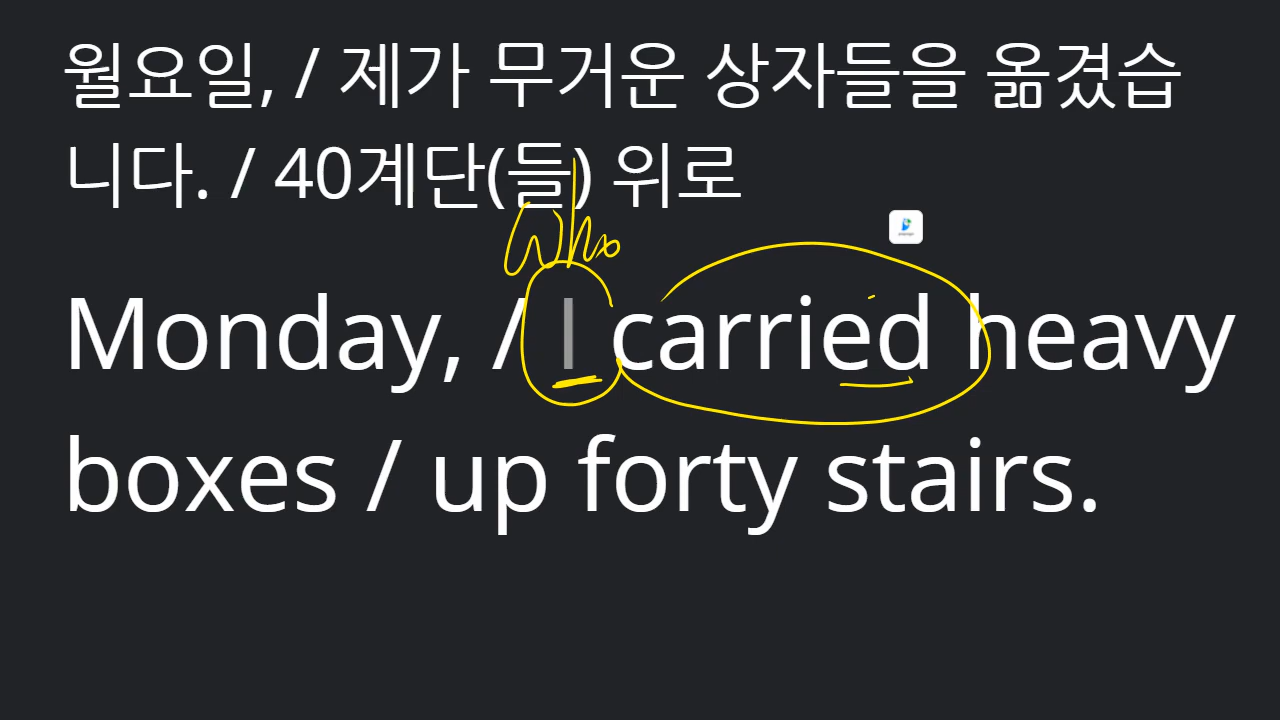 월요일, / 제가 무거운 상자들을 옮겼습
니다. / 40계단(들) 위로
who
Monday, / I carried heavy
boxes / up forty stairs.